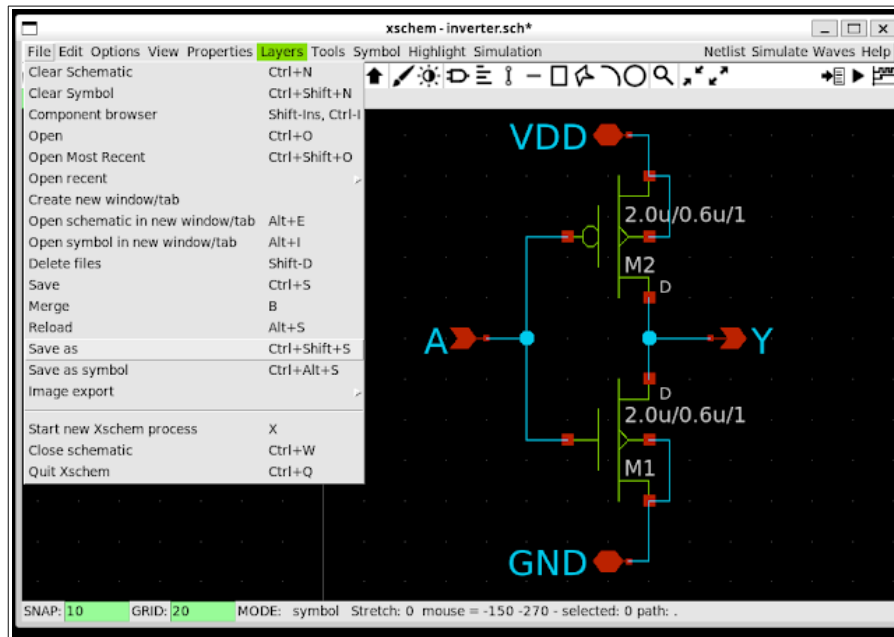 xschem - inverter.sch*
File Edit Options View Properties Layers Tools Symbol Highlight Simulation Netlist Simulate Waves Help
Clear Schematic Ctrl+N
Clear Symbol Ctrl+Shift+N
Component browser Shift-Ins, Ctrl-I
Open Ctrl+O
Open Most Recent Ctrl+Shift+O
Open recent
Create new window/tab
Open schematic in new window/tab Alt+E
Open symbol in new window/tab Alt+I
Delete files Shift-D
Save Ctrl+S
Merge B
Reload Alt+S
Save as Ctrl+Shift+S
Save as symbol Ctrl+Alt+S
Image export
Start new Xschem process X
Close schematic Ctrl+W
Quit Xschem Ctrl+Q
VDD
2.0u/0.6u/1
M2
D
A
Y
D
2.0u/0.6u/1
M1
GND
SNAP: 10 GRID: 20 MODE: symbol Stretch: 0 mouse = -150 -270 - selected: 0 path: .